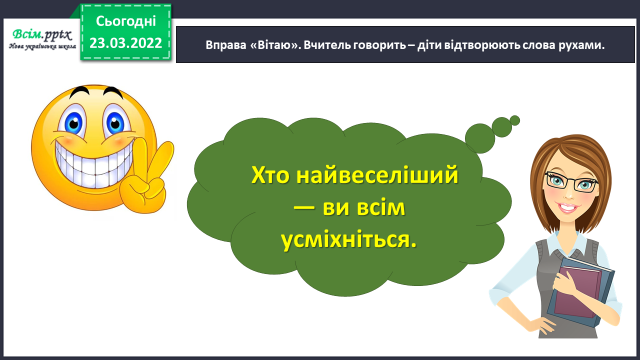 Всім.pptx
Нова українська школа
Сьогодні
23.03.2022
Вправа «Вітаю». Вчитель говорить – діти відтворюють слова рухами.
Хто найвеселіший
— ви всім
усміхніться.